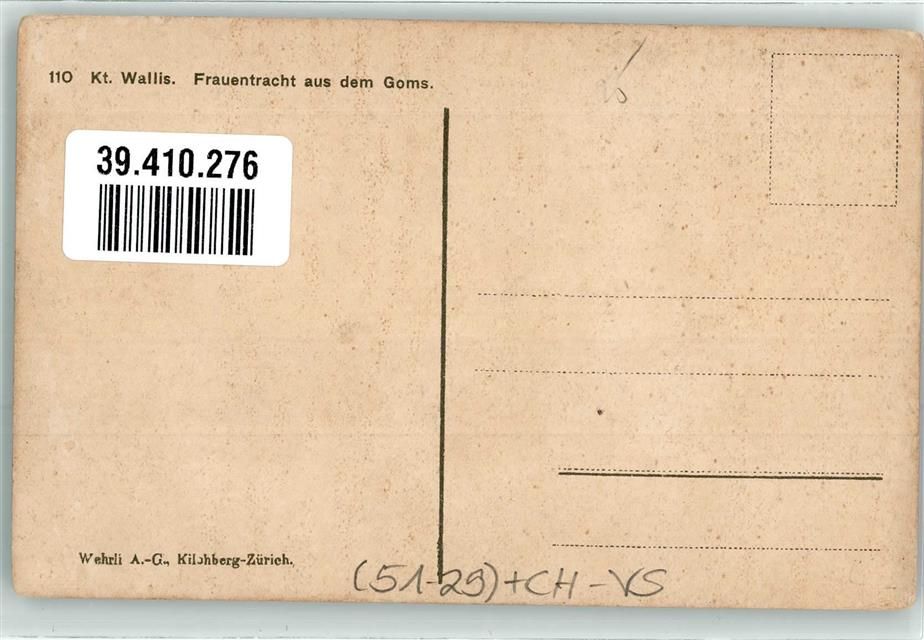 110 Kt. Wallis. Frauentracht aus dem Goms.
39.410.276
Wehrli A.-G., Kilchberg-Zürich.
(51-29)+CH-VS